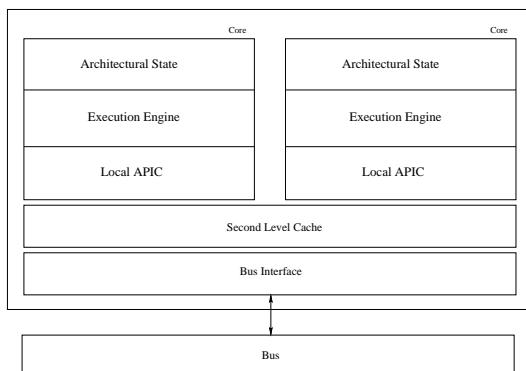 Core
Core
Architectural State
Architectural State
Execution Engine
Execution Engine
Local APIC
Local APIC
Second Level Cache
Bus Interface
Bus